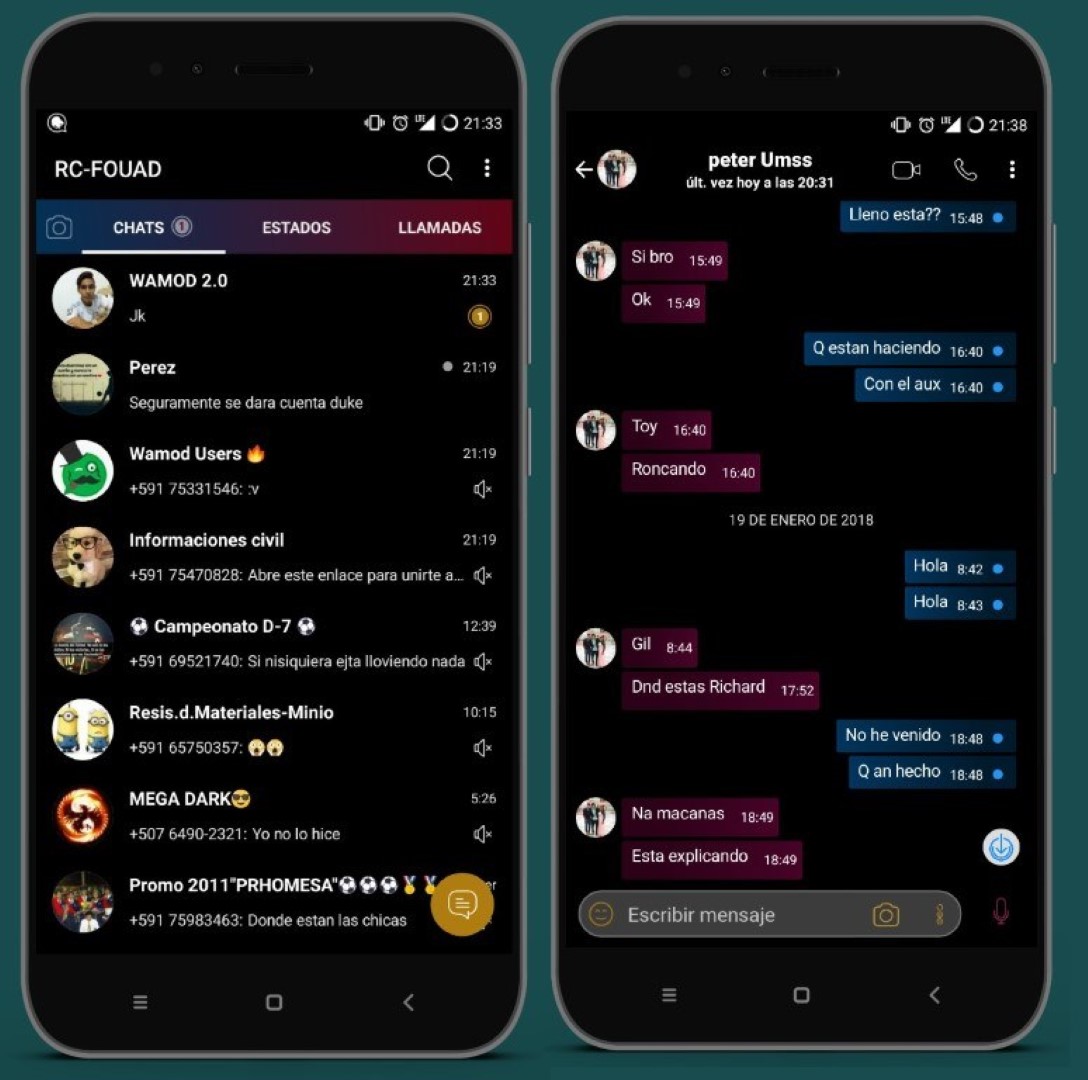 21:33
RC-FOUAD
CHATS 1 ESTADOS LLAMADAS
WAMOD 2.0 21:33
Jk 1
Perez 21:19
Seguramente se dara cuenta duke
Wamod Users 🔥 21:19
+591 75331546: :v
Informaciones civil 21:19
+591 75470828: Abre este enlace para unirte a...
⚽ Campeonato D-7 ⚽ 12:39
+591 69521740: Si nisiquiera ejta lloviendo nada
Resis.d.Materiales-Minio 10:15
+591 65750357: 😱😱
MEGA DARK😎 5:26
+507 6490-2321: Yo no lo hice
Promo 2011"PRHOMESA"⚽⚽⚽🏅🏅
+591 75983463: Donde estan las chicas
LTE 21:38
peter Umss
últ. vez hoy a las 20:31
Lleno esta?? 15:48
Si bro 15:49
Ok 15:49
Q estan haciendo 16:40
Con el aux 16:40
Toy 16:40
Roncando 16:40
19 DE ENERO DE 2018
Hola 8:42
Hola 8:43
Gil 8:44
Dnd estas Richard 17:52
No he venido 18:48
Q an hecho 18:48
Na macanas 18:49
Esta explicando 18:49
Escribir mensaje